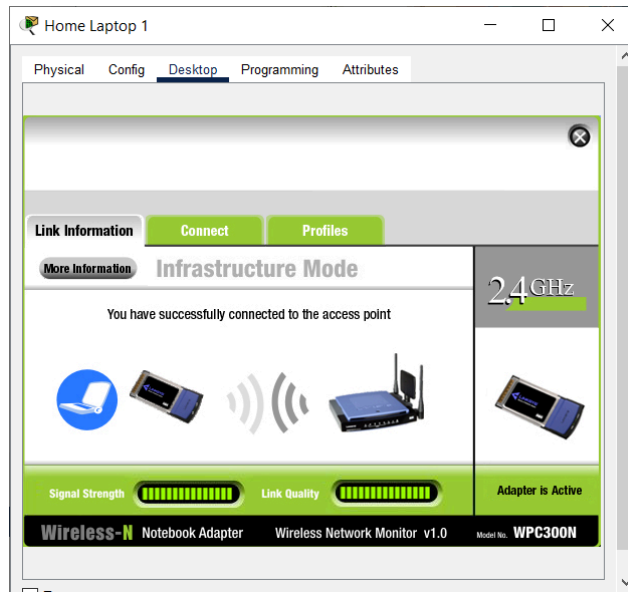 Home Laptop 1
Physical Config Desktop Programming Attributes
Link Information Connect Profiles
More Information Infrastructure Mode
2.4GHz
You have successfully connected to the access point
Signal Strength Link Quality Adapter is Active
Wireless-N Notebook Adapter Wireless Network Monitor v1.0 Model No. WPC300N